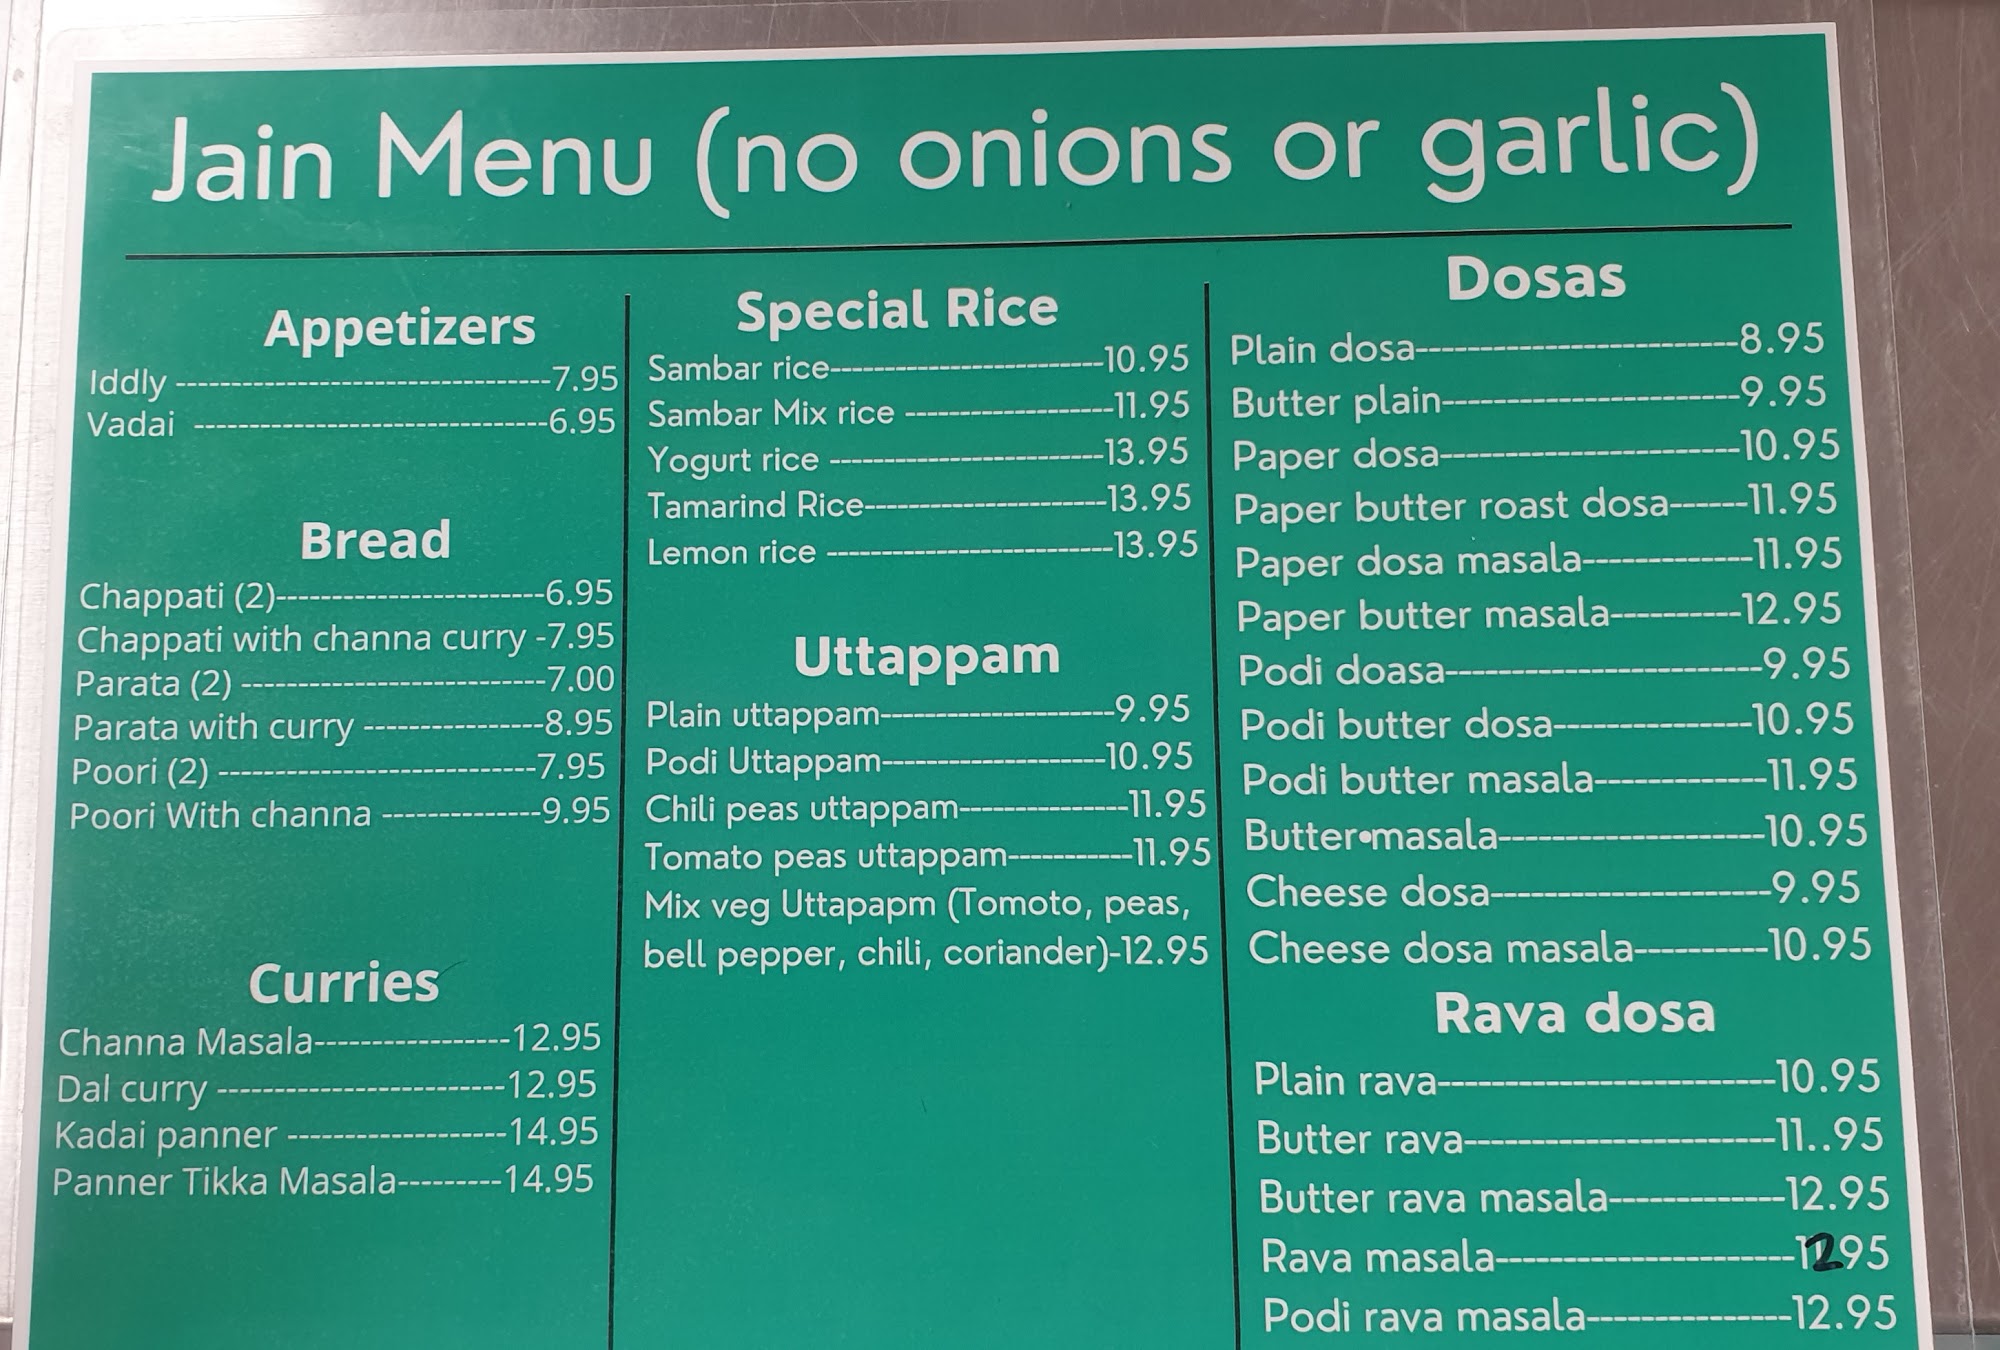 Jain Menu (no onions or garlic)
Appetizers
Iddly ----------------------------------7.95
Vadai --------------------------------6.95
Bread
Chappati (2)------------------------6.95
Chappati with channa curry -7.95
Parata (2) ---------------------------7.00
Parata with curry ----------------8.95
Poori (2) ----------------------------7.95
Poori With channa --------------9.95
Curries
Channa Masala-----------------12.95
Dal curry -------------------------12.95
Kadai panner -------------------14.95
Panner Tikka Masala---------14.95
Special Rice
Sambar rice-------------------------10.95
Sambar Mix rice -------------------11.95
Yogurt rice -------------------------13.95
Tamarind Rice----------------------13.95
Lemon rice --------------------------13.95
Uttappam
Plain uttappam---------------------9.95
Podi Uttappam--------------------10.95
Chili peas uttappam---------------11.95
Tomato peas uttappam-----------11.95
Mix veg Uttapapm (Tomoto, peas,
bell pepper, chili, coriander)-12.95
Dosas
Plain dosa------------------------8.95
Butter plain----------------------9.95
Paper dosa----------------------10.95
Paper butter roast dosa------11.95
Paper dosa masala------------11.95
Paper butter masala----------12.95
Podi doasa-----------------------9.95
Podi butter dosa---------------10.95
Podi butter masala-------------11.95
Butter•masala-------------------10.95
Cheese dosa--------------------9.95
Cheese dosa masala----------10.95
Rava dosa
Plain rava------------------------10.95
Butter rava----------------------11..95
Butter rava masala------------12.95
Rava masala---------------------1295
Podi rava masala--------------12.95